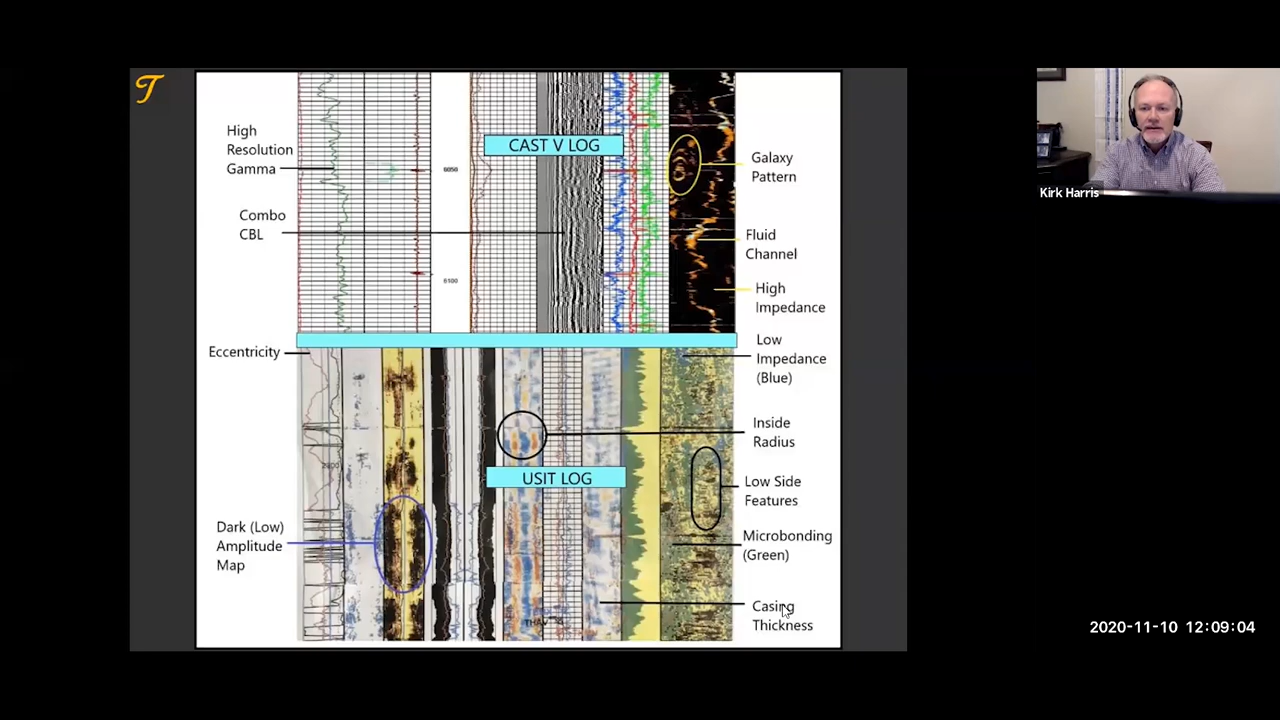 T
High
Resolution
Gamma
Combo
CBL
CAST V LOG
6050
6100
Galaxy
Pattern
Fluid
Channel
High
Impedance
Eccentricity
Low
Impedance
(Blue)
Inside
Radius
USIT LOG
Low Side
Features
Dark (Low)
Amplitude
Map
Microbonding
(Green)
Casing
Thickness
Kirk Harris
2020-11-10 12:09:04